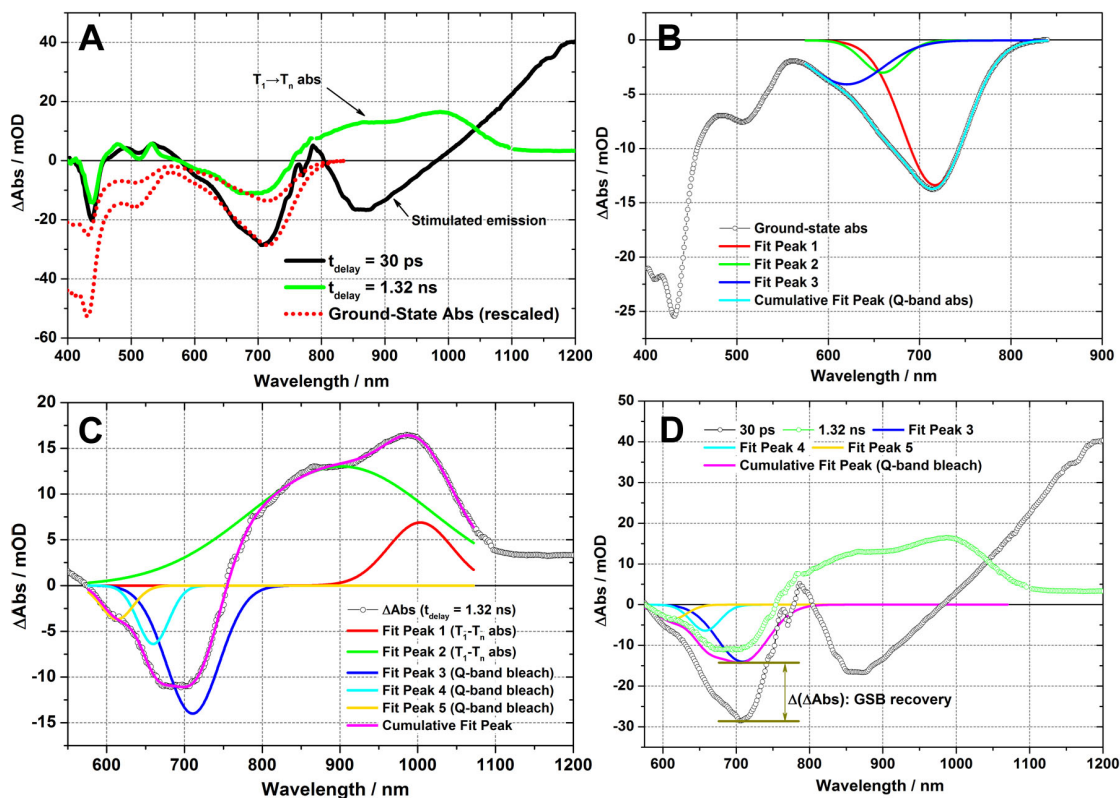 A
40
20
0
-20
-40
-60
ΔAbs / mOD
T₁→Tₙ abs
Stimulated emission
t_delay = 30 ps
t_delay = 1.32 ns
Ground-State Abs (rescaled)
400 500 600 700 800 900 1000 1100 1200
Wavelength / nm
B
0
-5
-10
-15
-20
-25
ΔAbs / mOD
Ground-state abs
Fit Peak 1
Fit Peak 2
Fit Peak 3
Cumulative Fit Peak (Q-band abs)
400 500 600 700 800 900
Wavelength / nm
C
20
15
10
5
0
-5
-10
-15
ΔAbs / mOD
ΔAbs (t_delay = 1.32 ns)
Fit Peak 1 (T₁-Tₙ abs)
Fit Peak 2 (T₁-Tₙ abs)
Fit Peak 3 (Q-band bleach)
Fit Peak 4 (Q-band bleach)
Fit Peak 5 (Q-band bleach)
Cumulative Fit Peak
600 700 800 900 1000 1100 1200
Wavelength / nm
D
50
40
30
20
10
0
-10
-20
-30
ΔAbs / mOD
30 ps 1.32 ns Fit Peak 3
Fit Peak 4 Fit Peak 5
Cumulative Fit Peak (Q-band bleach)
Δ(ΔAbs): GSB recovery
600 700 800 900 1000 1100 1200
Wavelength / nm